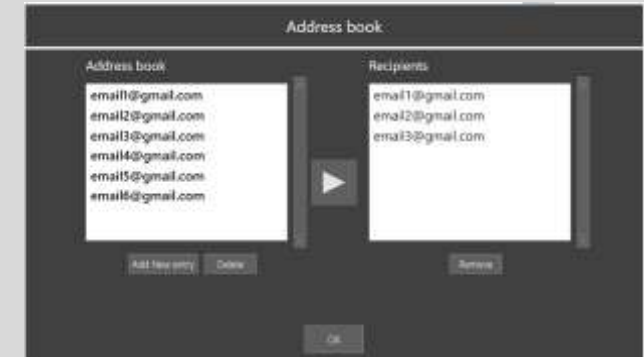 Address book
Address book
email1@gmail.com
email2@gmail.com
email3@gmail.com
email4@gmail.com
email5@gmail.com
email6@gmail.com
Add New entry
Delete
Recipients
email1@gmail.com
email2@gmail.com
email3@gmail.com
Remove
OK